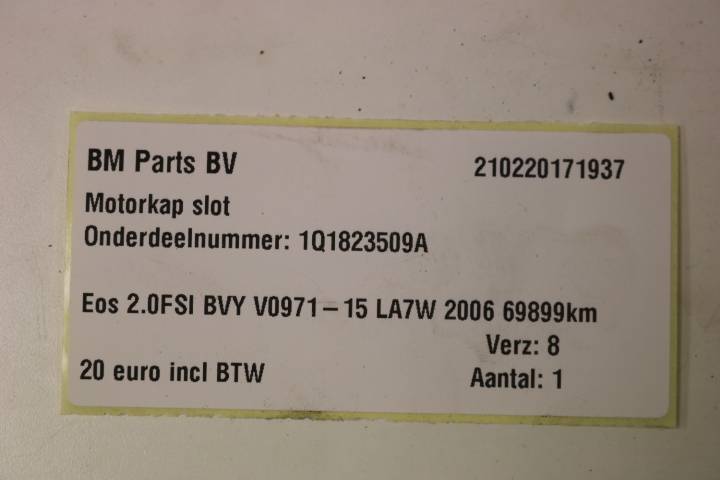 BM Parts BV 210220171937
Motorkap slot
Onderdeelnummer: 1Q1823509A
Eos 2.0FSI BVY V0971-15 LA7W 2006 69899km
Verz: 8
20 euro incl BTW Aantal: 1